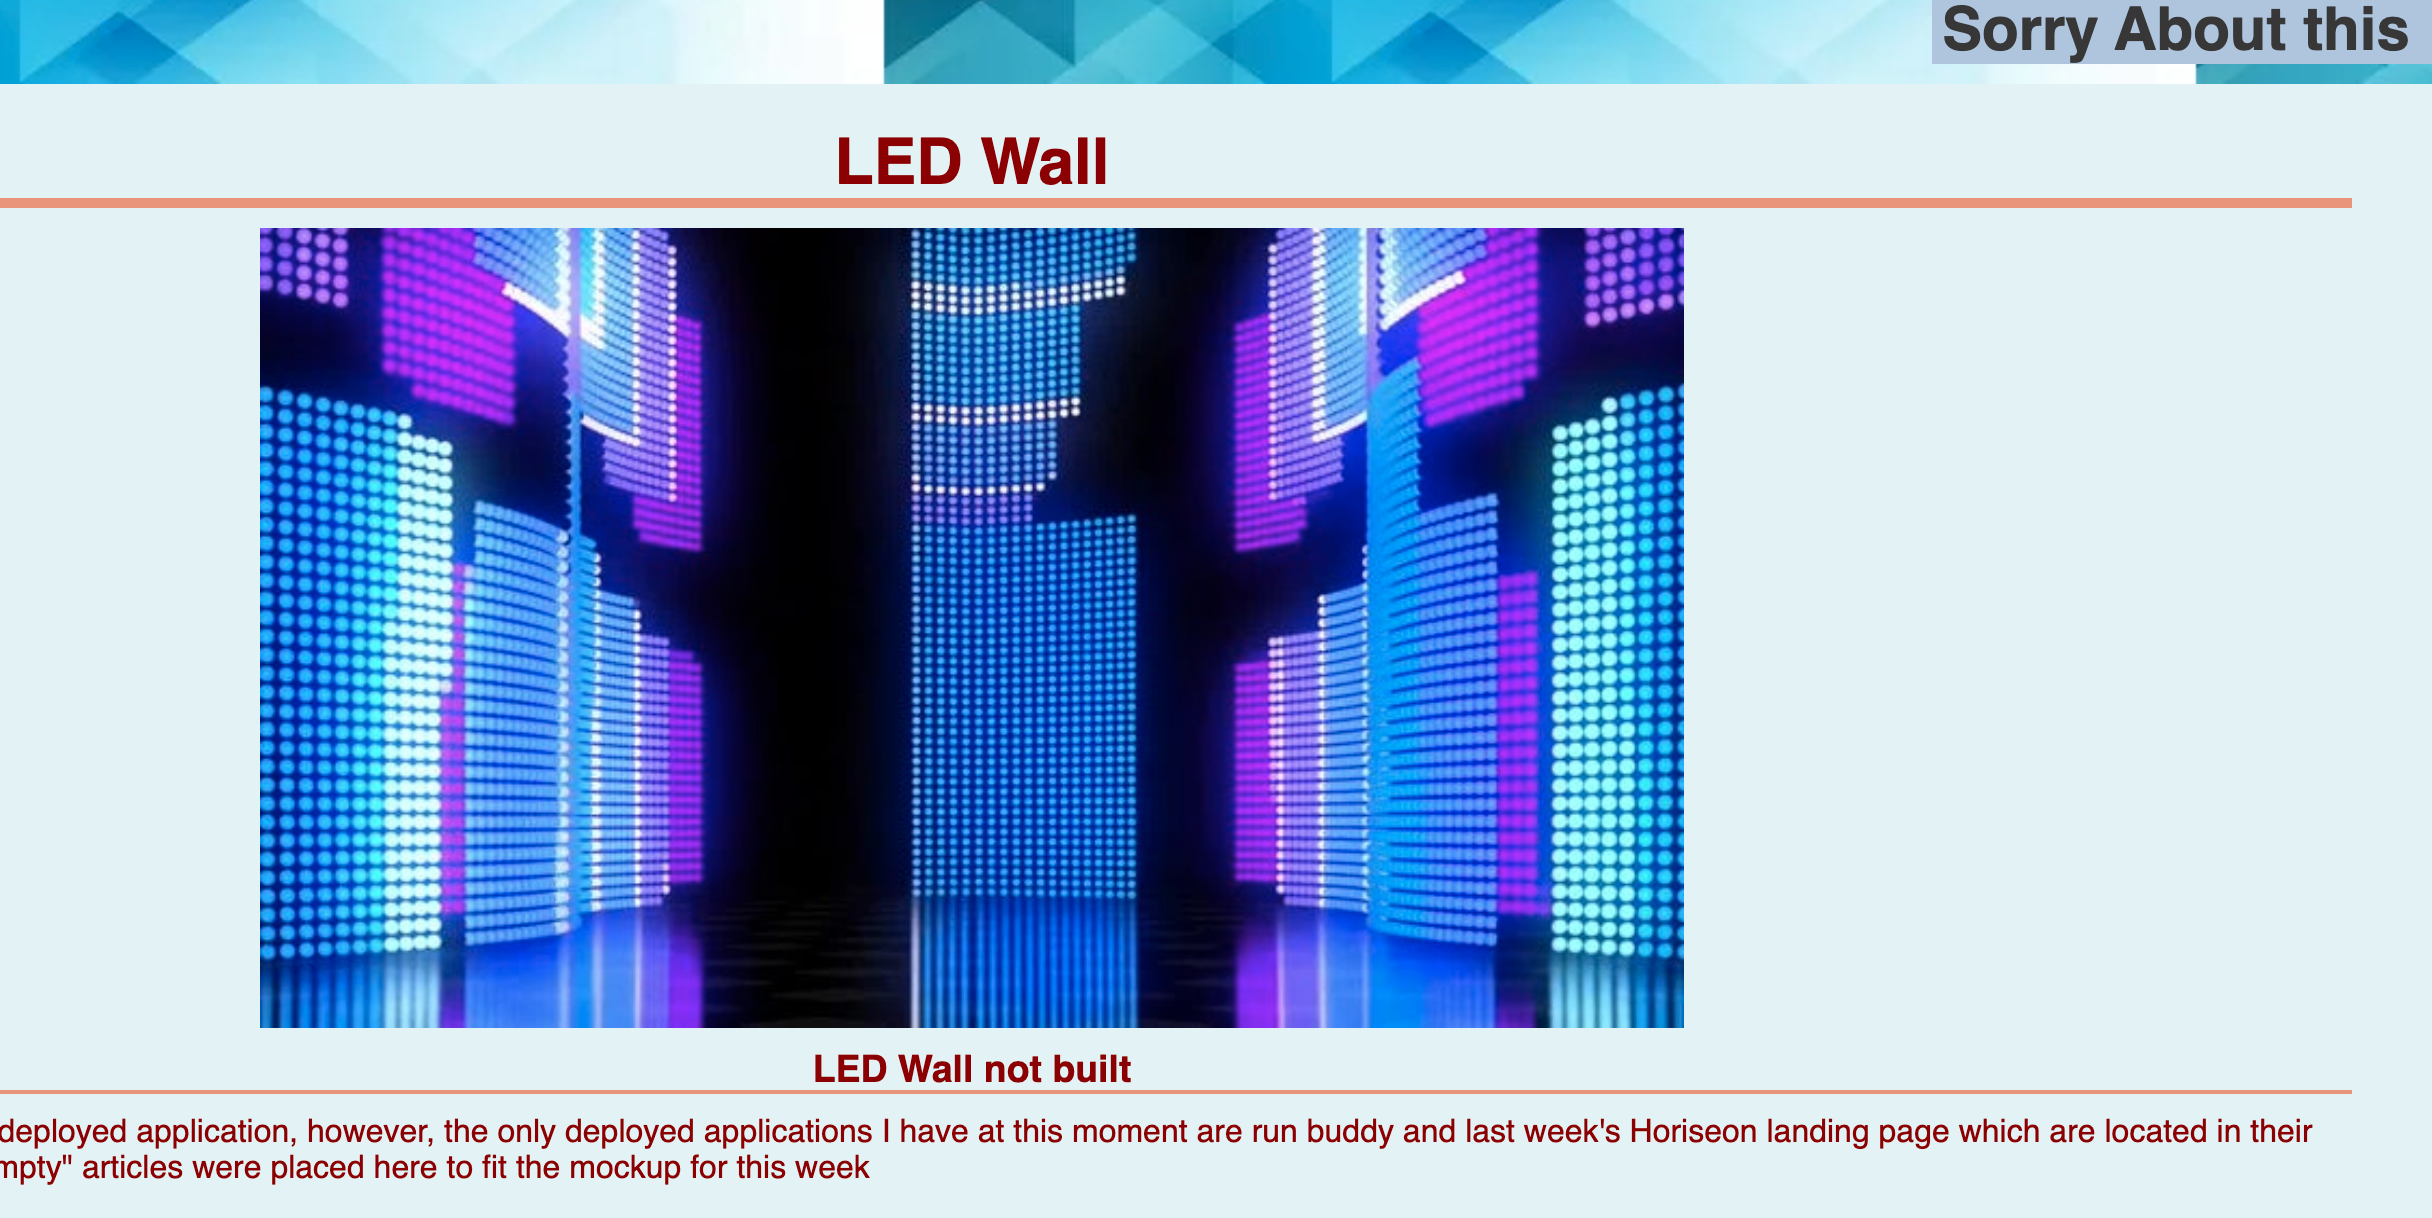 Sorry About this
LED Wall
LED Wall not built
deployed application, however, the only deployed applications I have at this moment are run buddy and last week's Horiseon landing page which are located in their
articles were placed here to fit the mockup for this week